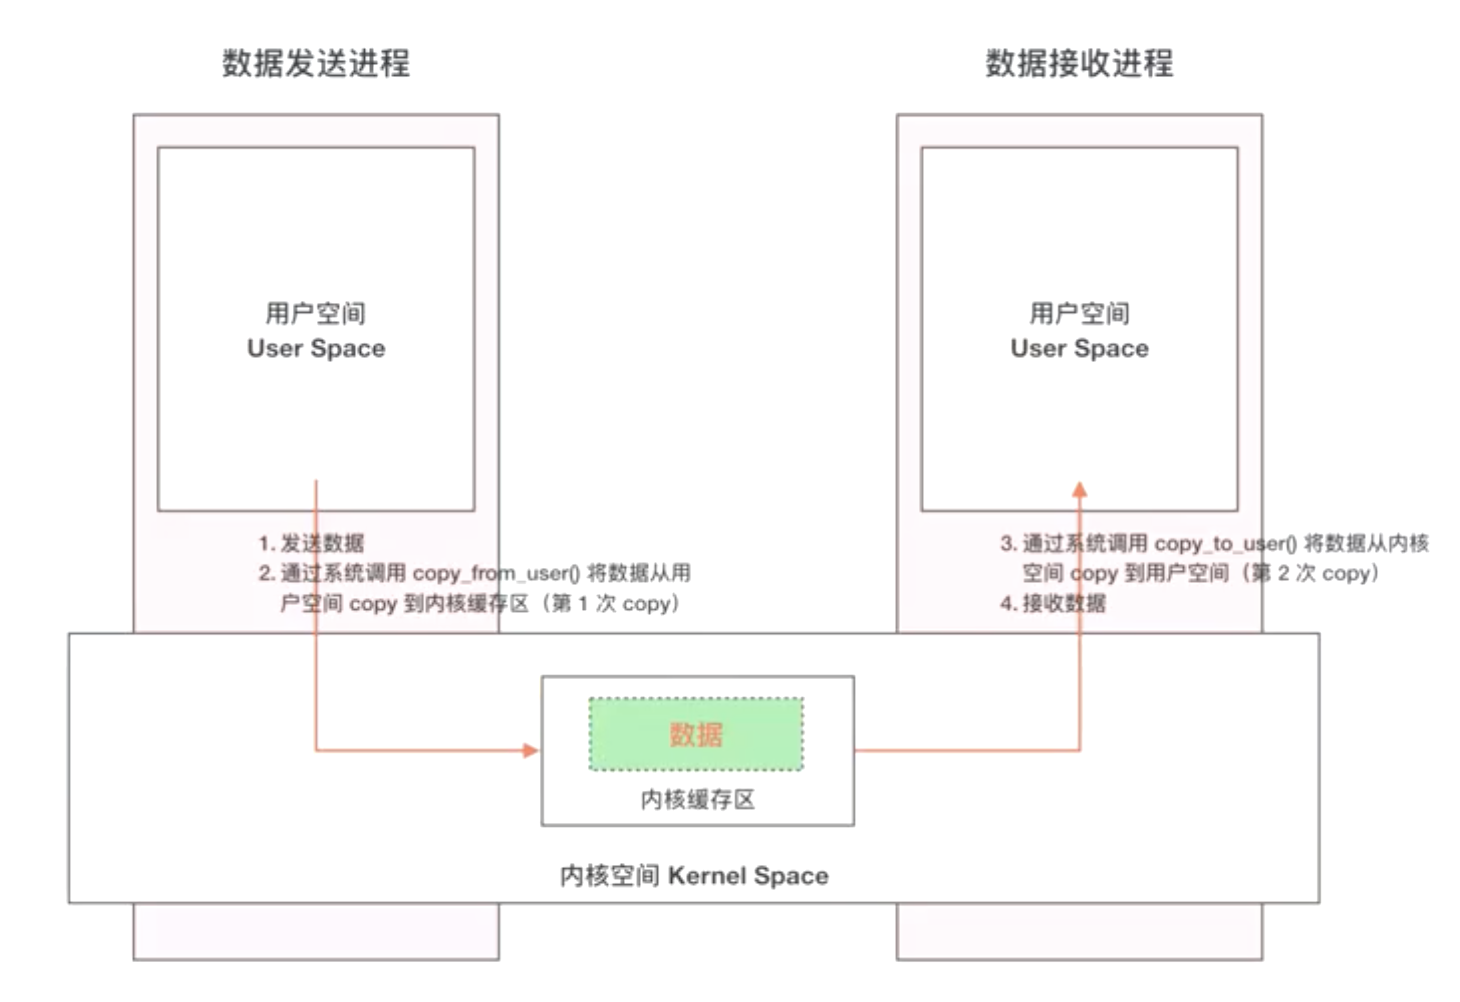 数据发送进程
数据接收进程
用户空间
User Space
用户空间
User Space
1. 发送数据
2. 通过系统调用 copy_from_user() 将数据从用
户空间 copy 到内核缓存区（第 1 次 copy）
3. 通过系统调用 copy_to_user() 将数据从内核
空间 copy 到用户空间（第 2 次 copy）
4. 接收数据
数据
内核缓存区
内核空间 Kernel Space